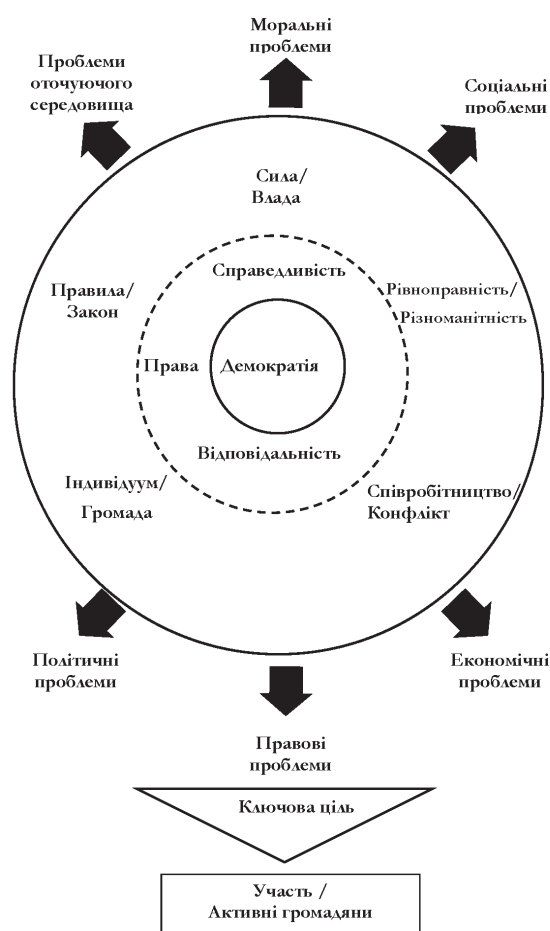 Моральні
проблеми
Проблеми
оточуючого
середовища
Соціальні
проблеми
Сила/
Влада
Справедливість
Правила/
Закон
Рівноправність/
Різноманітність
Права
Демократія
Відповідальність
Індивідуум/
Громада
Співробітництво/
Конфлікт
Політичні
проблеми
Економічні
проблеми
Правові
проблеми
Ключова ціль
Участь /
Активні громадяни